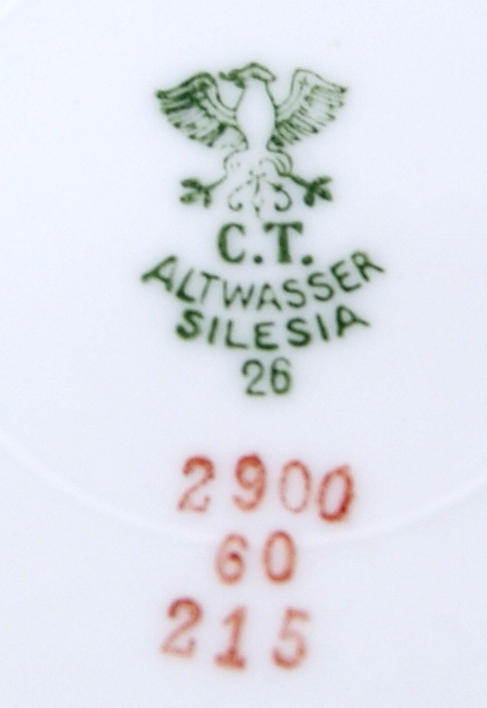 C.T.
ALTWASSER
SILESIA
26
2900
60
215